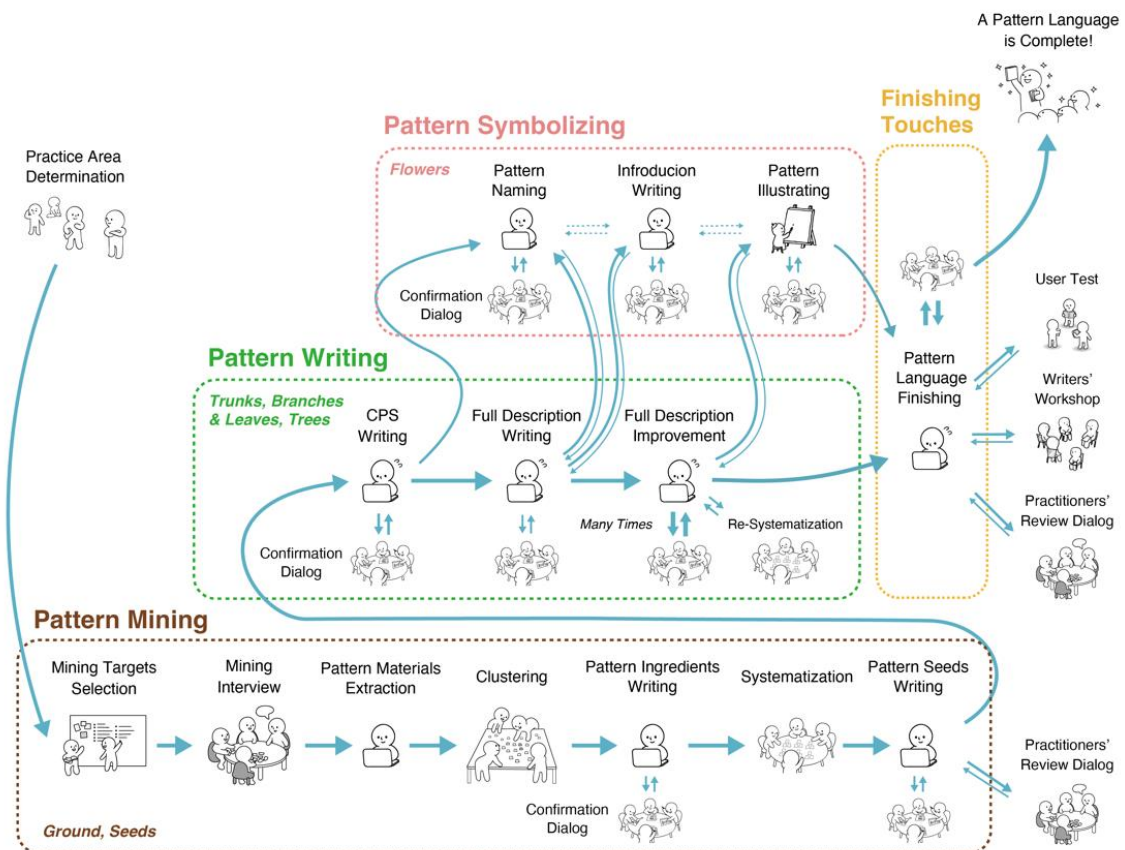 A Pattern Language
is Complete!
Finishing
Touches
Pattern Symbolizing
Practice Area
Determination
Flowers
Pattern
Naming
Introducion
Writing
Pattern
Illustrating
Confirmation
Dialog
User Test
Pattern
Language
Finishing
Writers'
Workshop
Practitioners'
Review Dialog
Pattern Writing
Trunks, Branches
& Leaves, Trees
CPS
Writing
Full Description
Writing
Full Description
Improvement
Many Times
Re-Systematization
Confirmation
Dialog
Pattern Mining
Mining Targets
Selection
Mining
Interview
Pattern Materials
Extraction
Clustering
Pattern Ingredients
Writing
Systematization
Pattern Seeds
Writing
Practitioners'
Review Dialog
Confirmation
Dialog
Ground, Seeds